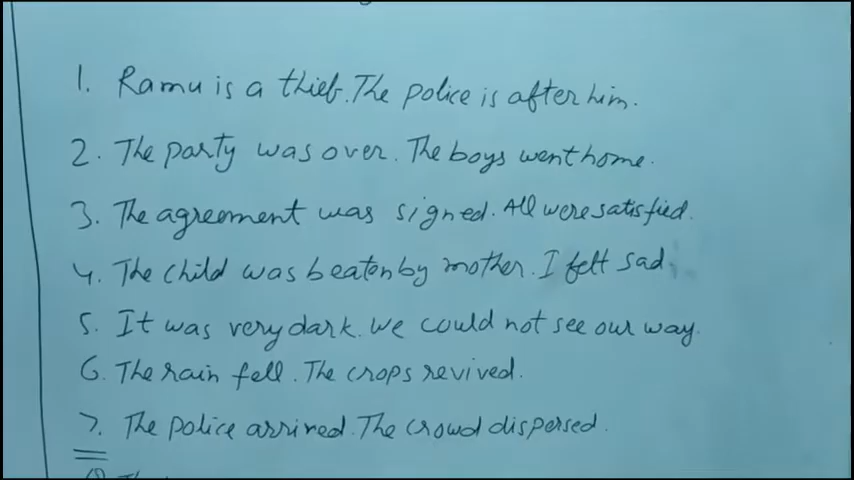 1. Ramu is a thief. The police is after him.
2. The party was over. The boys went home.
3. The agreement was signed. All were satisfied.
4. The child was beaten by mother. I felt sad.
5. It was very dark. We could not see our way.
6. The rain fell. The crops revived.
7. The police arrived. The crowd dispersed.